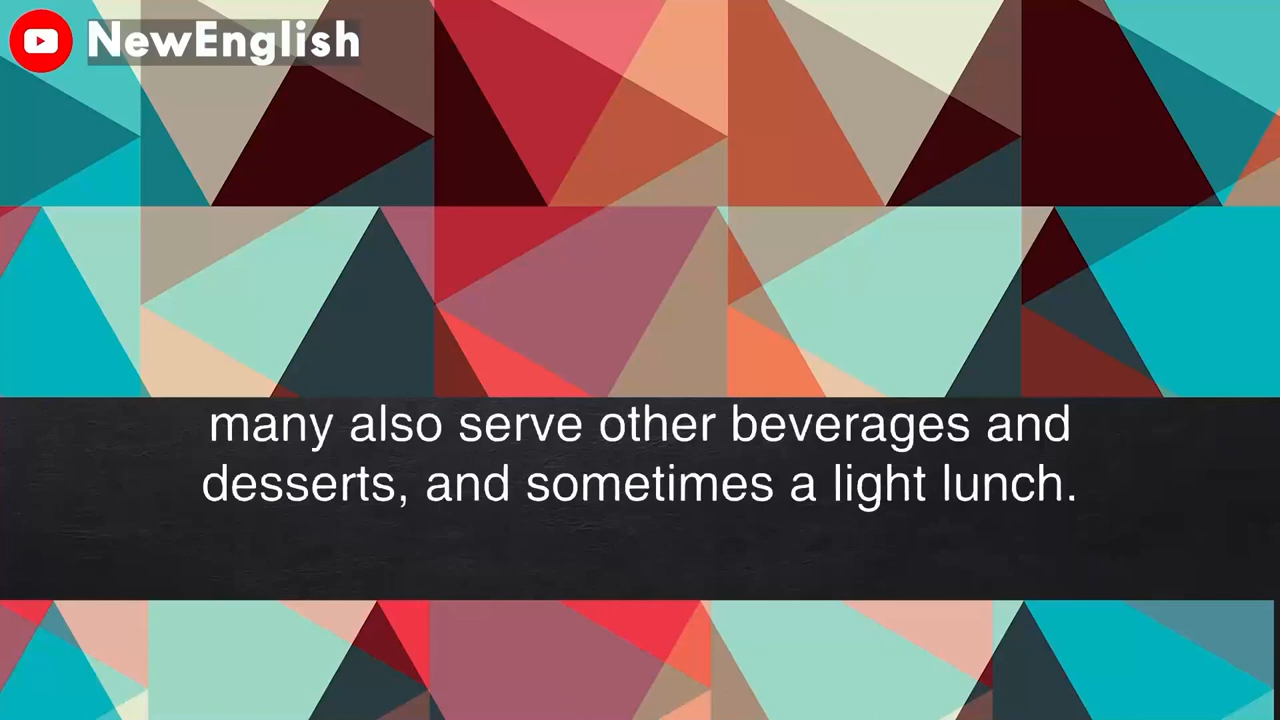 NewEnglish
many also serve other beverages and
desserts, and sometimes a light lunch.